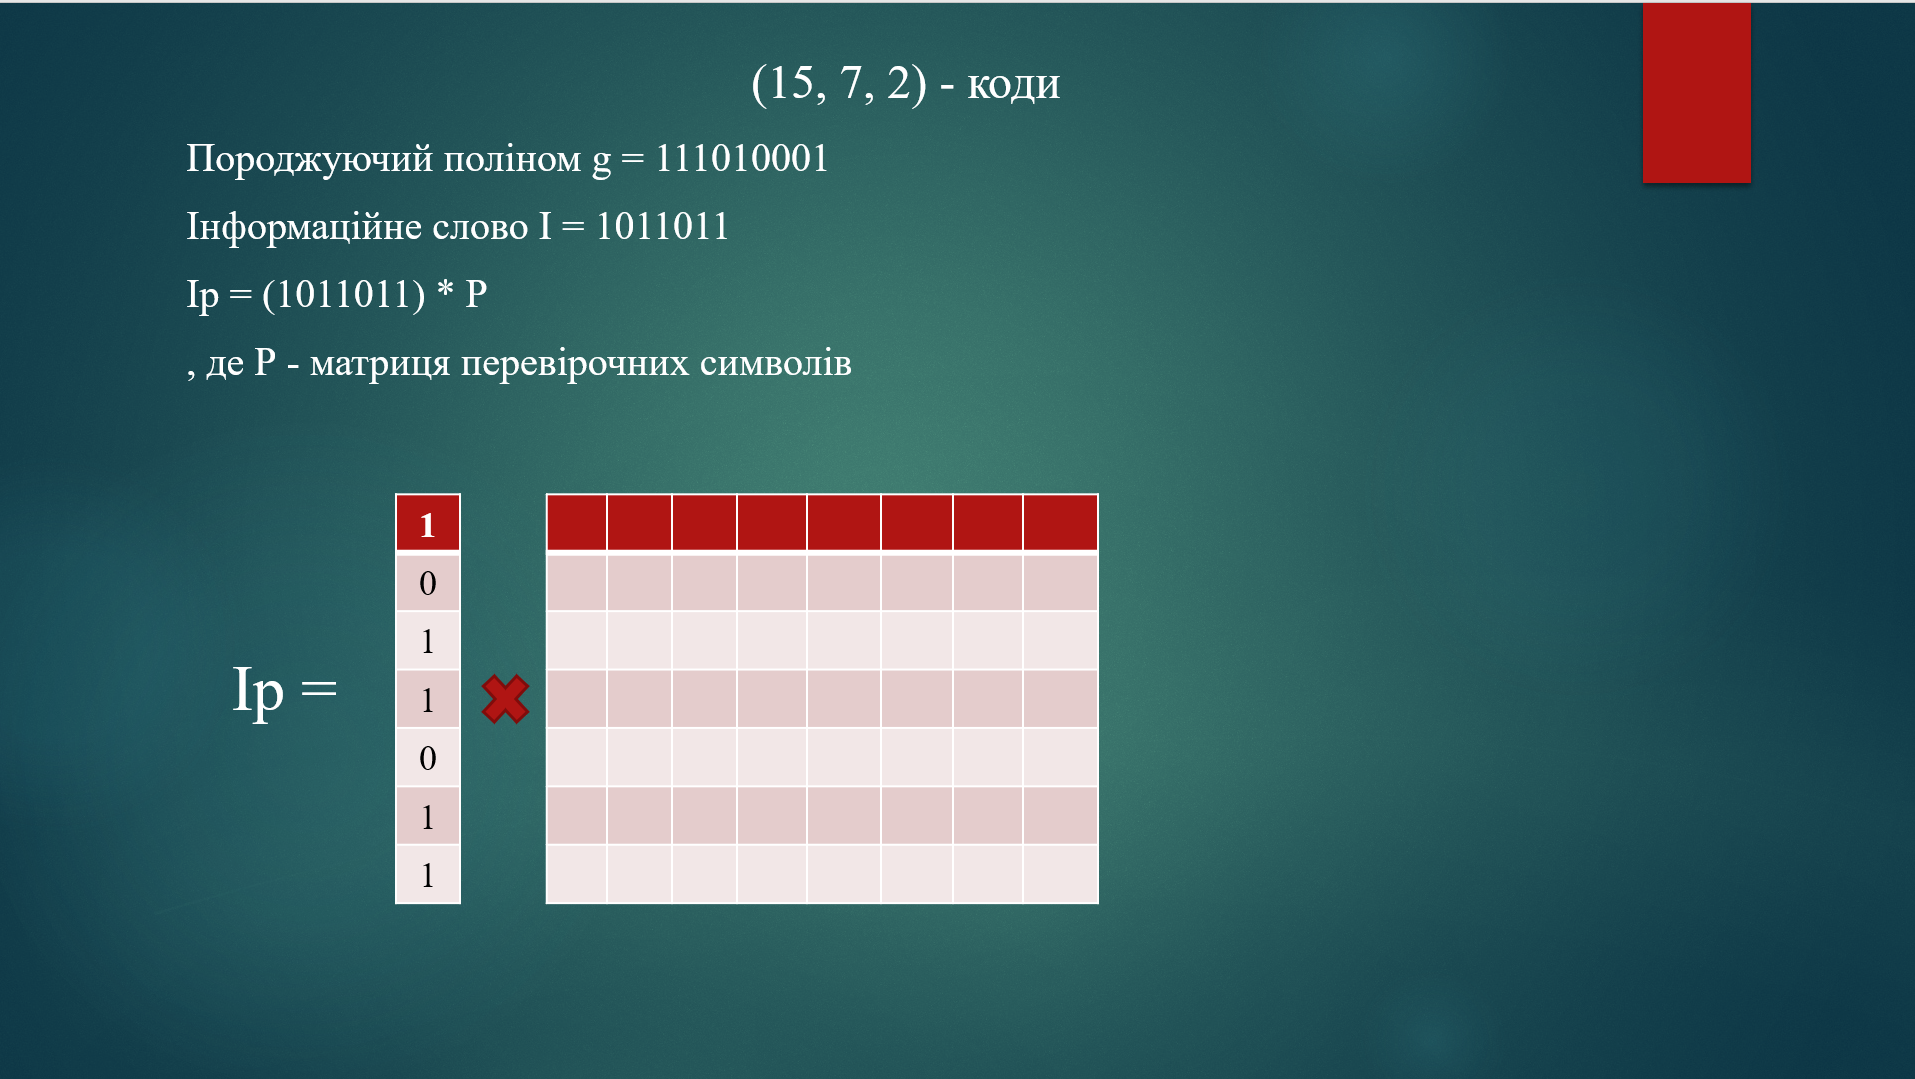 (15, 7, 2) - коди
Породжуючий поліном g = 111010001
Інформаційне слово I = 1011011
Ip = (1011011) * P
, де P - матриця перевірочних символів
1
0
1
Ip =
1
0
1
1